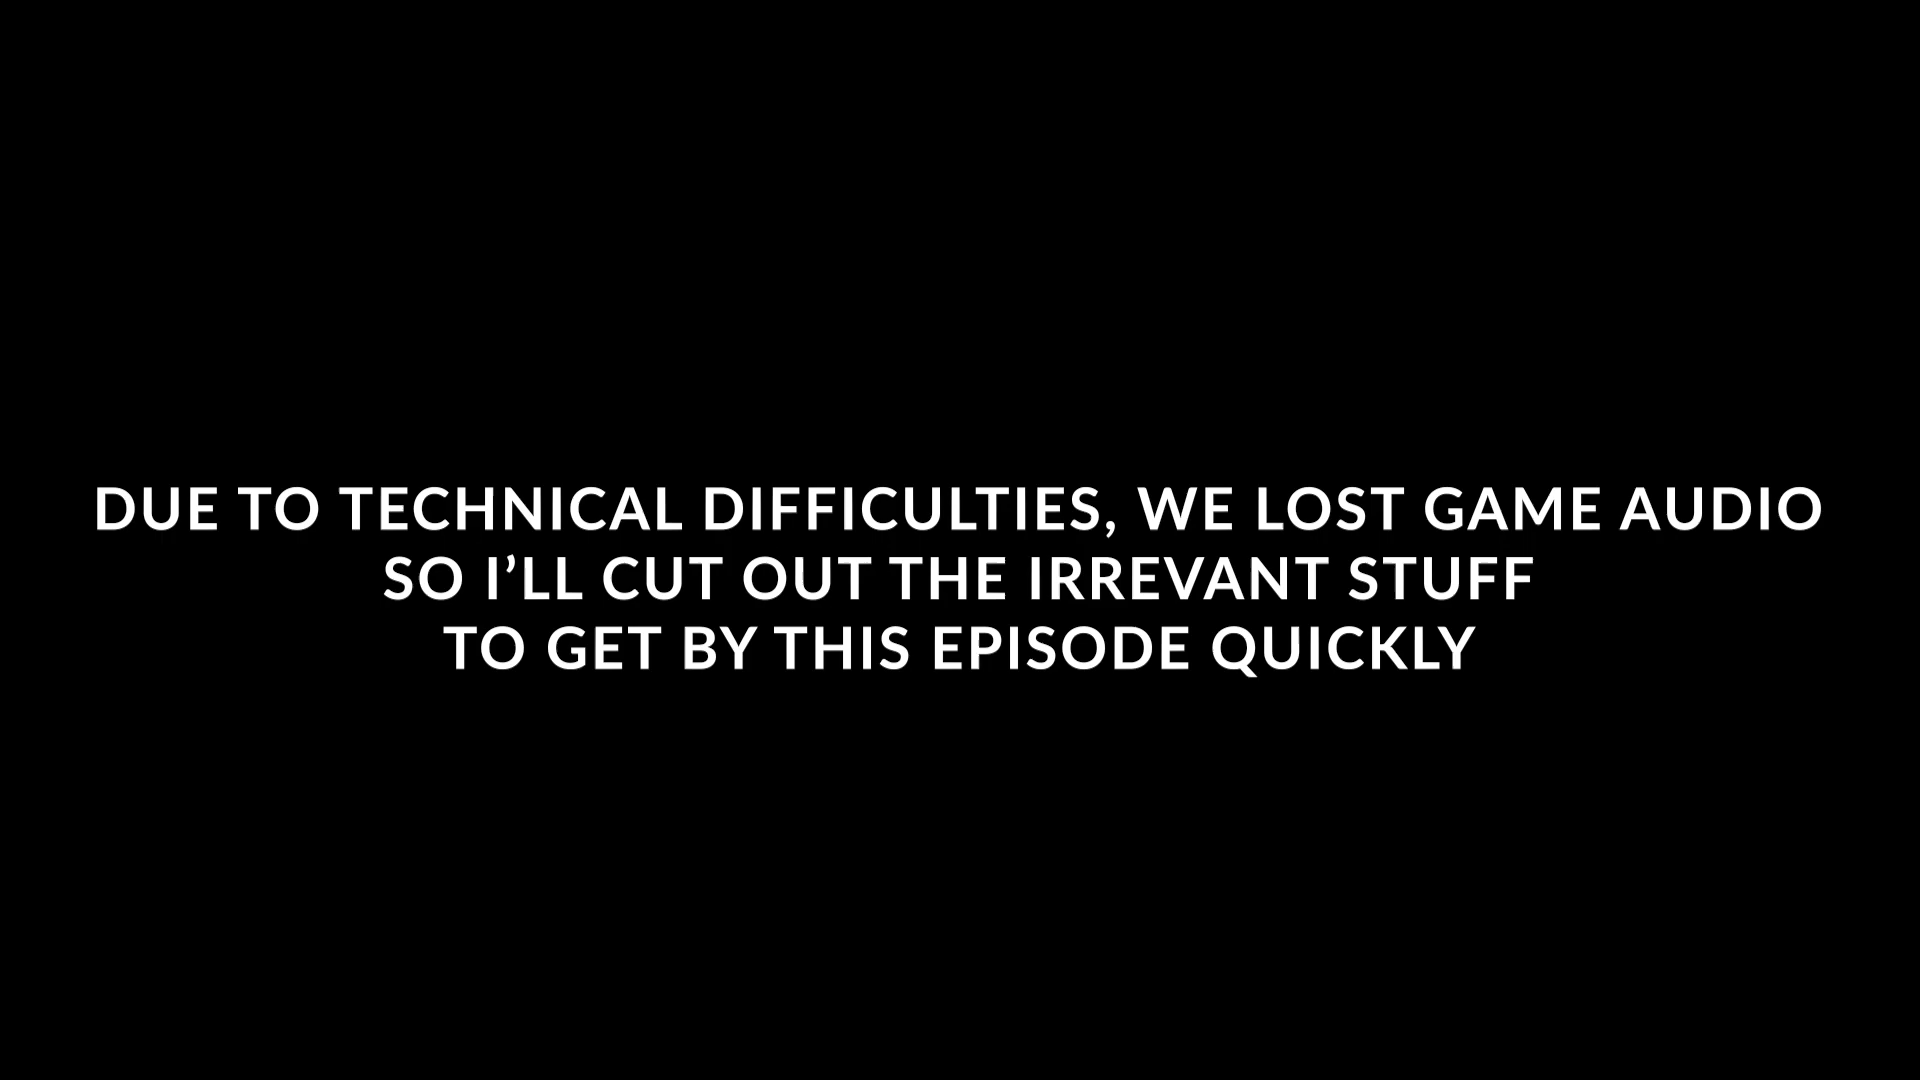 DUE TO TECHNICAL DIFFICULTIES, WE LOST GAME AUDIO
SO I’LL CUT OUT THE IRREVANT STUFF
TO GET BY THIS EPISODE QUICKLY